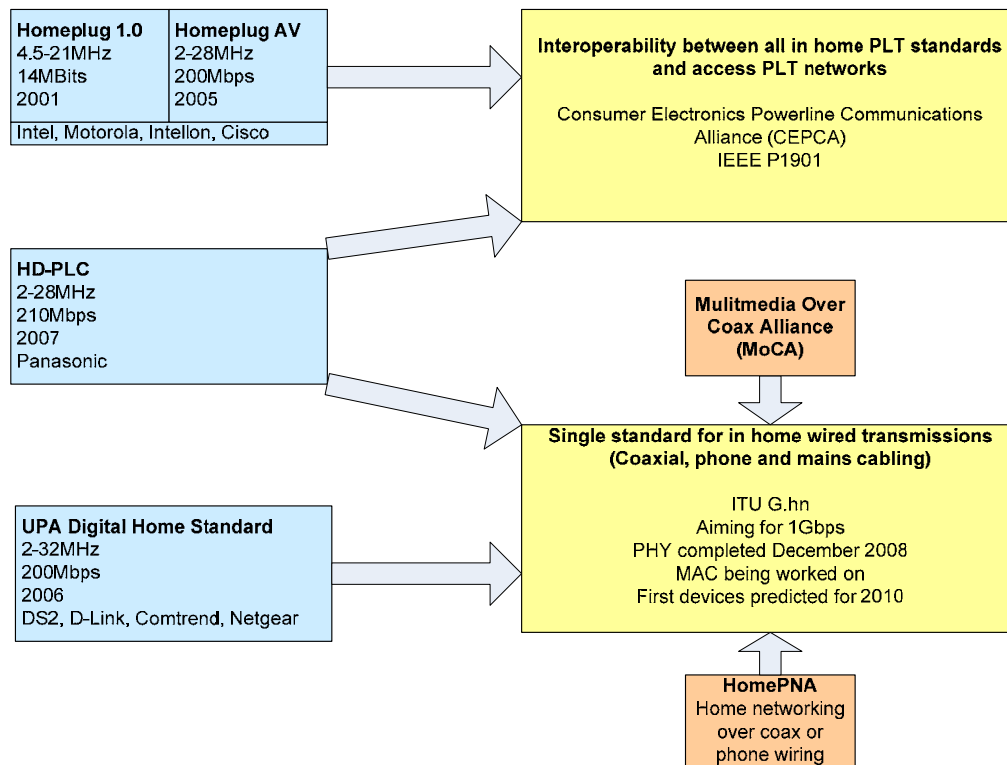 Homeplug 1.0
4.5-21MHz
14MBits
2001
Homeplug AV
2-28MHz
200Mbps
2005
Intel, Motorola, Intellon, Cisco
Interoperability between all in home PLT standards
and access PLT networks
Consumer Electronics Powerline Communications
Alliance (CEPCA)
IEEE P1901
HD-PLC
2-28MHz
210Mbps
2007
Panasonic
Mulitmedia Over
Coax Alliance
(MoCA)
Single standard for in home wired transmissions
(Coaxial, phone and mains cabling)
ITU G.hn
Aiming for 1Gbps
PHY completed December 2008
MAC being worked on
First devices predicted for 2010
UPA Digital Home Standard
2-32MHz
200Mbps
2006
DS2, D-Link, Comtrend, Netgear
HomePNA
Home networking
over coax or
phone wiring